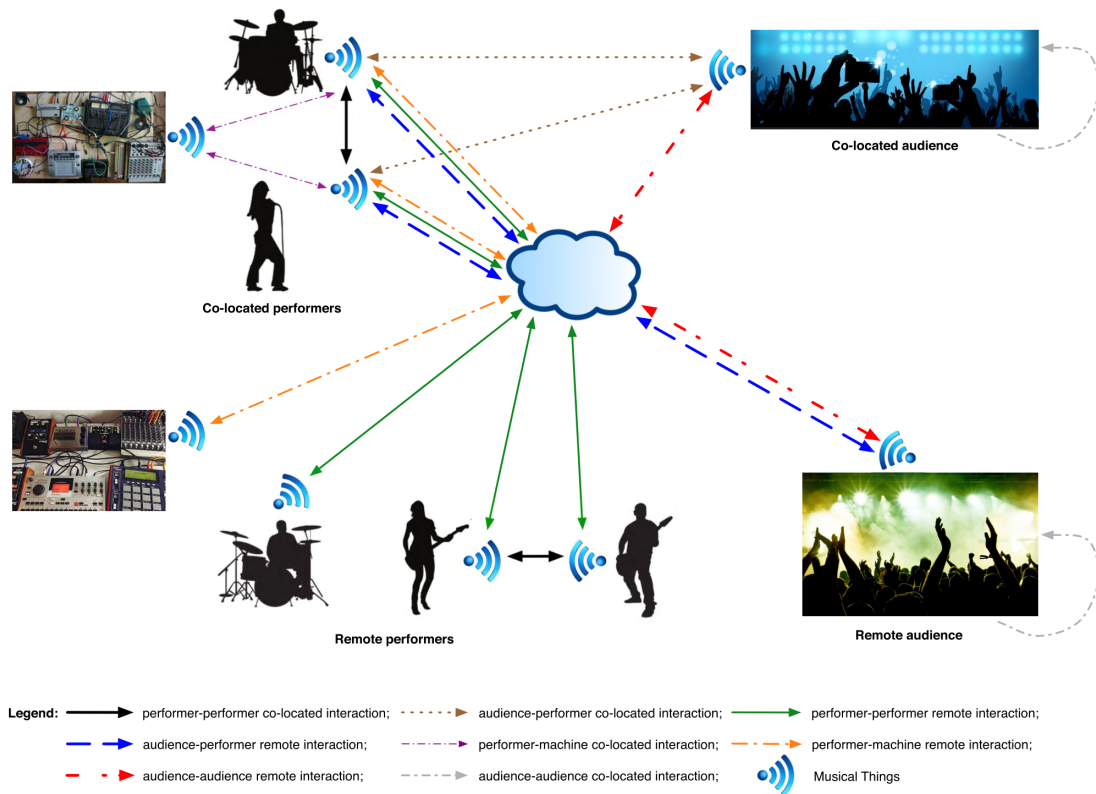 Co-located audience
Co-located performers
Remote performers
Remote audience
Legend: performer-performer co-located interaction; audience-performer co-located interaction; performer-performer remote interaction;
audience-performer remote interaction; performer-machine co-located interaction; performer-machine remote interaction;
audience-audience remote interaction; audience-audience co-located interaction; Musical Things